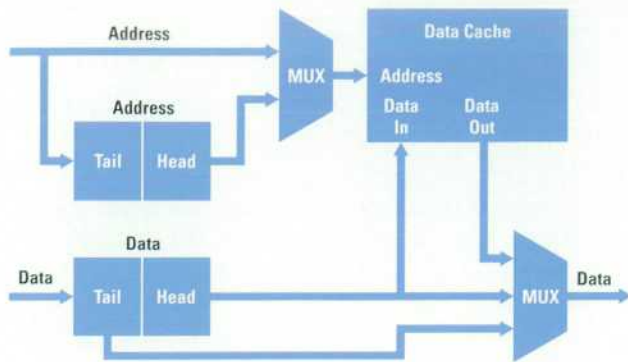 Address
Data Cache
MUX
Address
Address
Data
In
Data
Out
Tail
Head
Data
Data
Tail
Head
MUX
Data